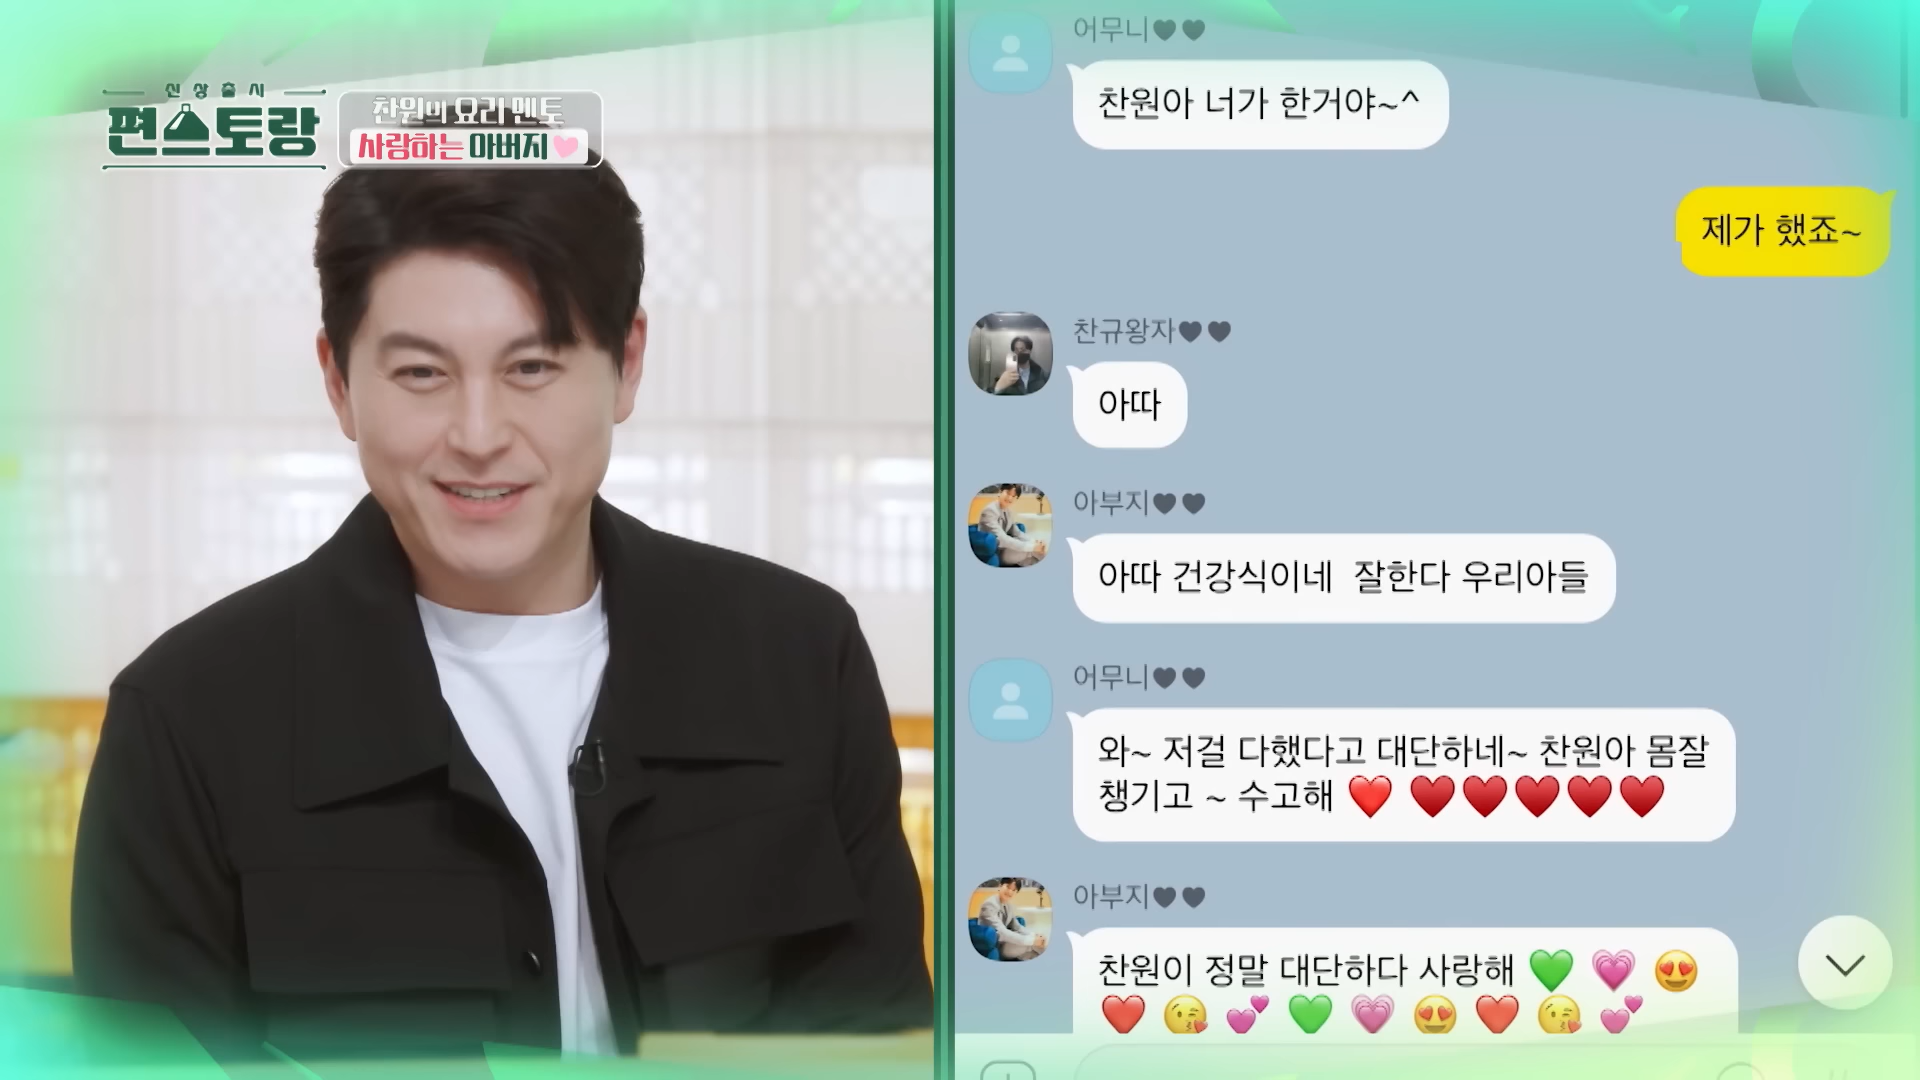 신상출시
편스토랑
찬원의 요리 멘토
사랑하는 아버지
어무니🖤🖤
찬원아 너가 한거야~^
제가 했죠~
찬규왕자🖤🖤
아따
아부지🖤🖤
아따 건강식이네  잘한다 우리아들
어무니🖤🖤
와~ 저걸 다했다고 대단하네~ 찬원아 몸잘
챙기고 ~ 수고해 ❤️ ♥️♥️♥️♥️♥️
아부지🖤🖤
찬원이 정말 대단하다 사랑해 💚 💗 😍
❤️ 😘 💕 💚 💗 😍 ❤️ 😘 💕